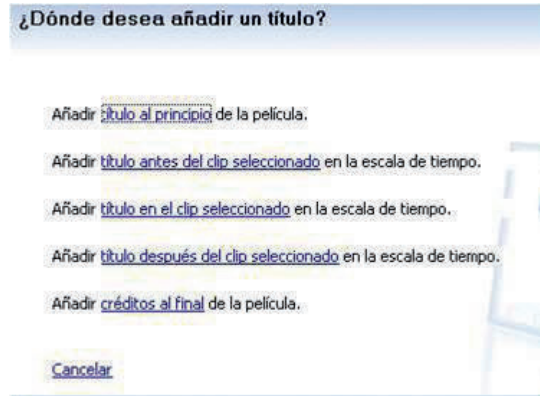 ¿Dónde desea añadir un título?
Añadir título al principio de la película.
Añadir título antes del clip seleccionado en la escala de tiempo.
Añadir título en el clip seleccionado en la escala de tiempo.
Añadir título después del clip seleccionado en la escala de tiempo.
Añadir créditos al final de la película.
Cancelar